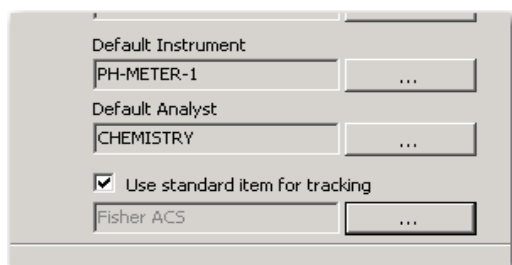 Default Instrument
PH-METER-1 ...
Default Analyst
CHEMISTRY ...
Use standard item for tracking
Fisher ACS ...